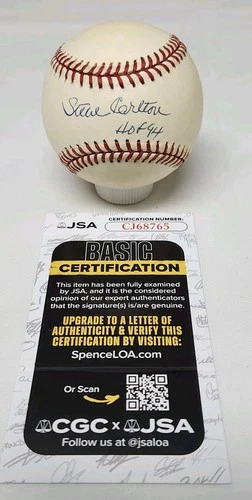 Steve Carlton
HOF 94
JSA
CERTIFICATION NUMBER:
CJ68765
BASIC
CERTIFICATION
This item has been fully examined
by JSA, and it is the considered
opinion of our expert authenticators
that the signature(s) is/are genuine.
UPGRADE TO A LETTER OF
AUTHENTICITY & VERIFY THIS
CERTIFICATION BY VISITING:
SpenceLOA.com
Or Scan
CGC x JSA
Follow us at @jsaloa